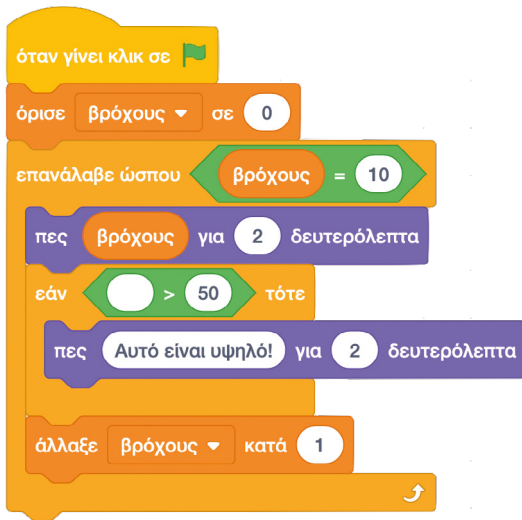 όταν γίνει κλικ σε
όρισε βρόχους σε 0
επανάλαβε ώσπου βρόχους = 10
πες βρόχους για 2 δευτερόλεπτα
εάν > 50 τότε
πες Αυτό είναι υψηλό! για 2 δευτερόλεπτα
άλλαξε βρόχους κατά 1